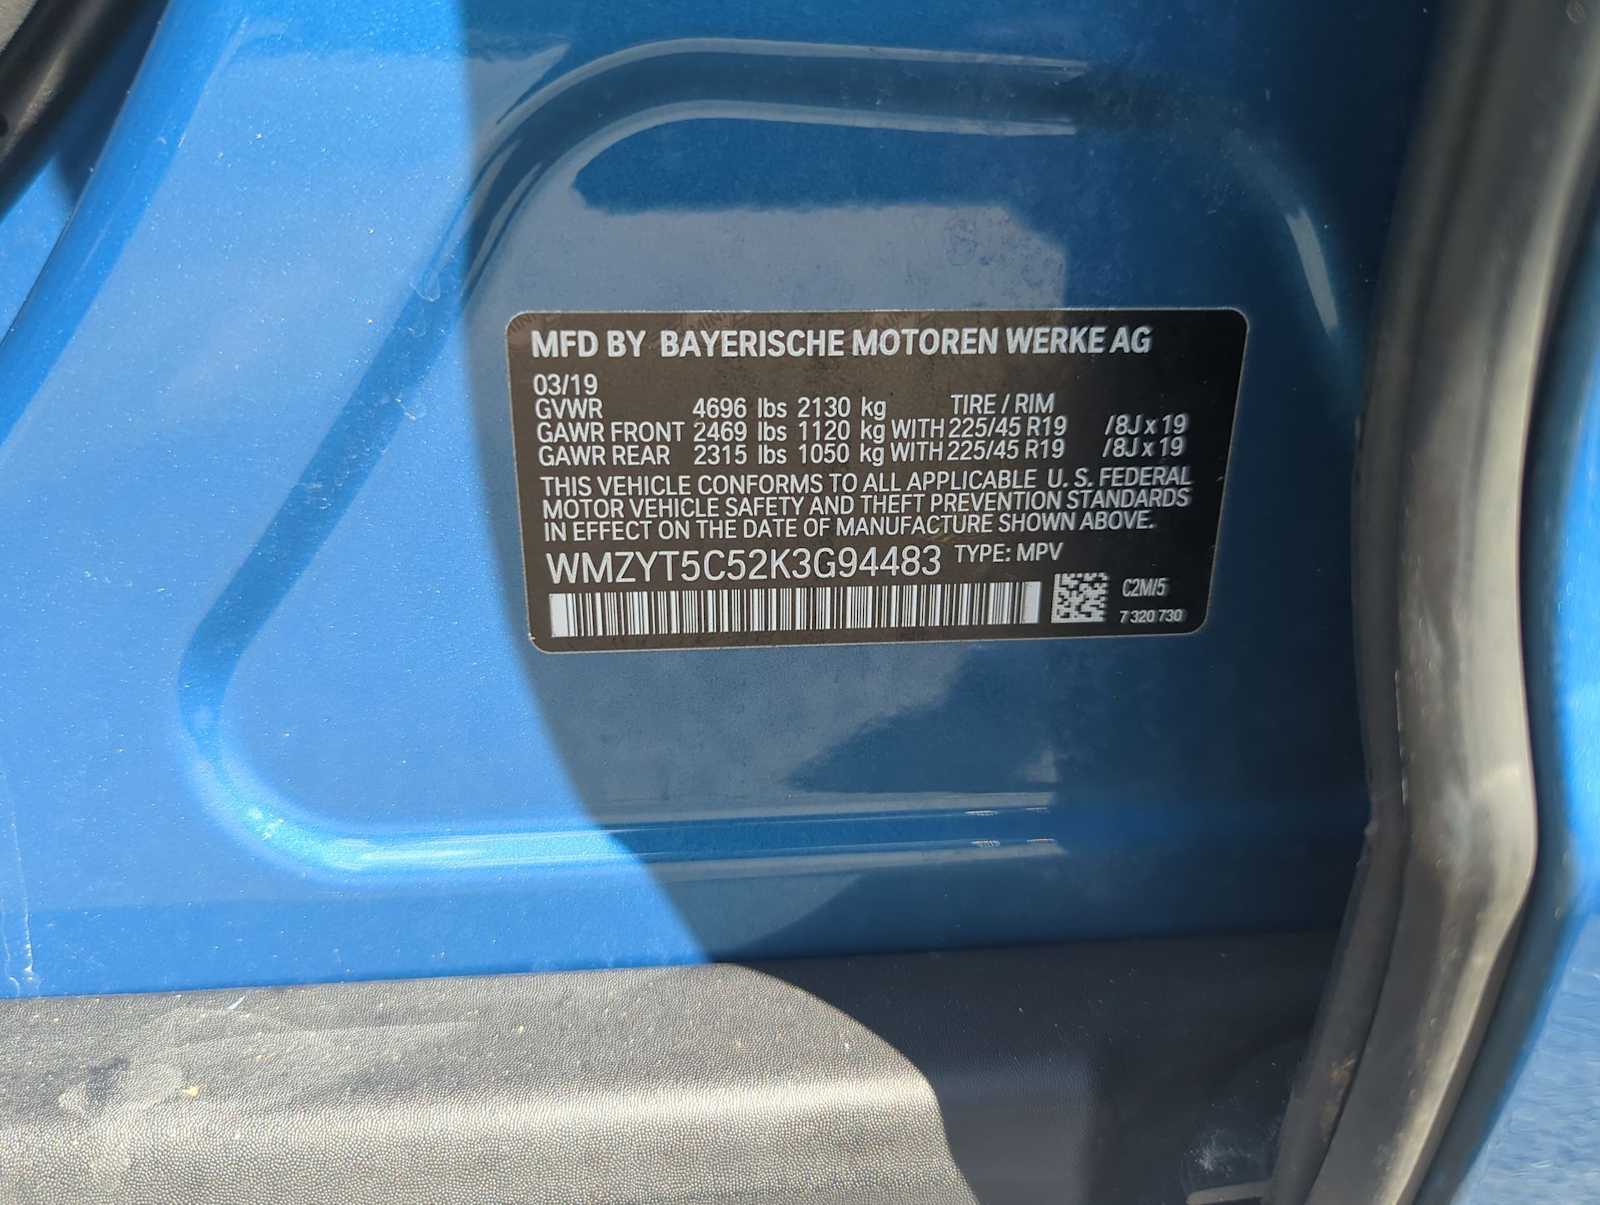 MFD BY BAYERISCHE MOTOREN WERKE AG
03/19
GVWR 4696 lbs 2130 kg TIRE / RIM
GAWR FRONT 2469 lbs 1120 kg WITH 225/45 R19 /8J x 19
GAWR REAR 2315 lbs 1050 kg WITH 225/45 R19 /8J x 19
THIS VEHICLE CONFORMS TO ALL APPLICABLE U. S. FEDERAL
MOTOR VEHICLE SAFETY AND THEFT PREVENTION STANDARDS
IN EFFECT ON THE DATE OF MANUFACTURE SHOWN ABOVE.
WMZYT5C52K3G94483 TYPE: MPV
C2M/5
7 320 730